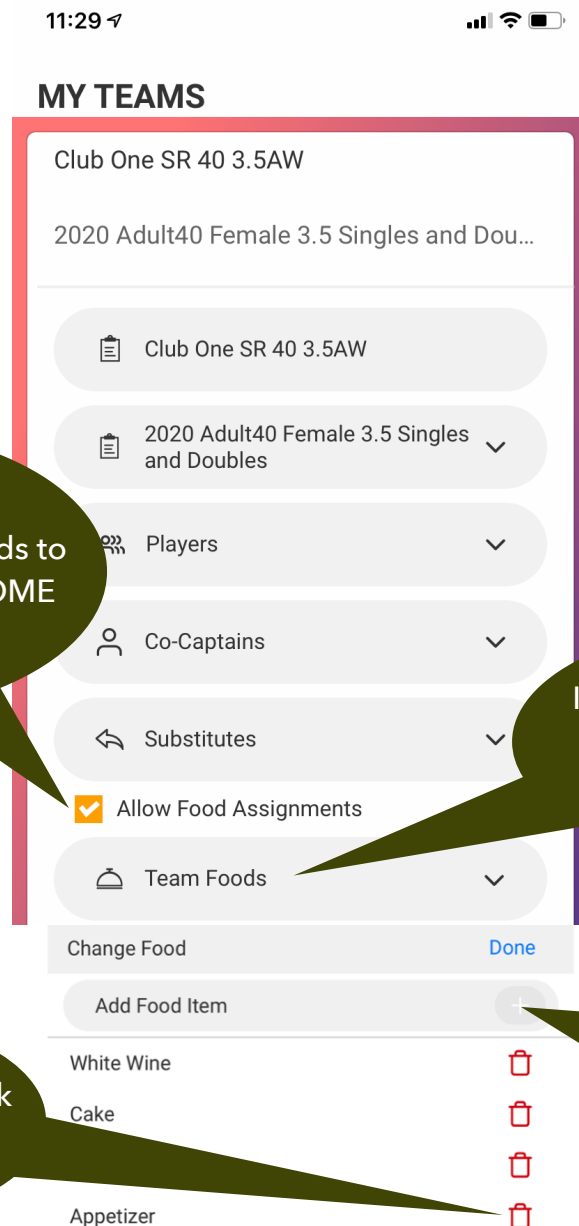 11:29
MY TEAMS
Club One SR 40 3.5AW
2020 Adult40 Female 3.5 Singles and Dou...
Club One SR 40 3.5AW
2020 Adult40 Female 3.5 Singles
and Doubles
Players
Co-Captains
Substitutes
Allow Food Assignments
Team Foods
Change Food Done
Add Food Item +
White Wine
Cake
Appetizer